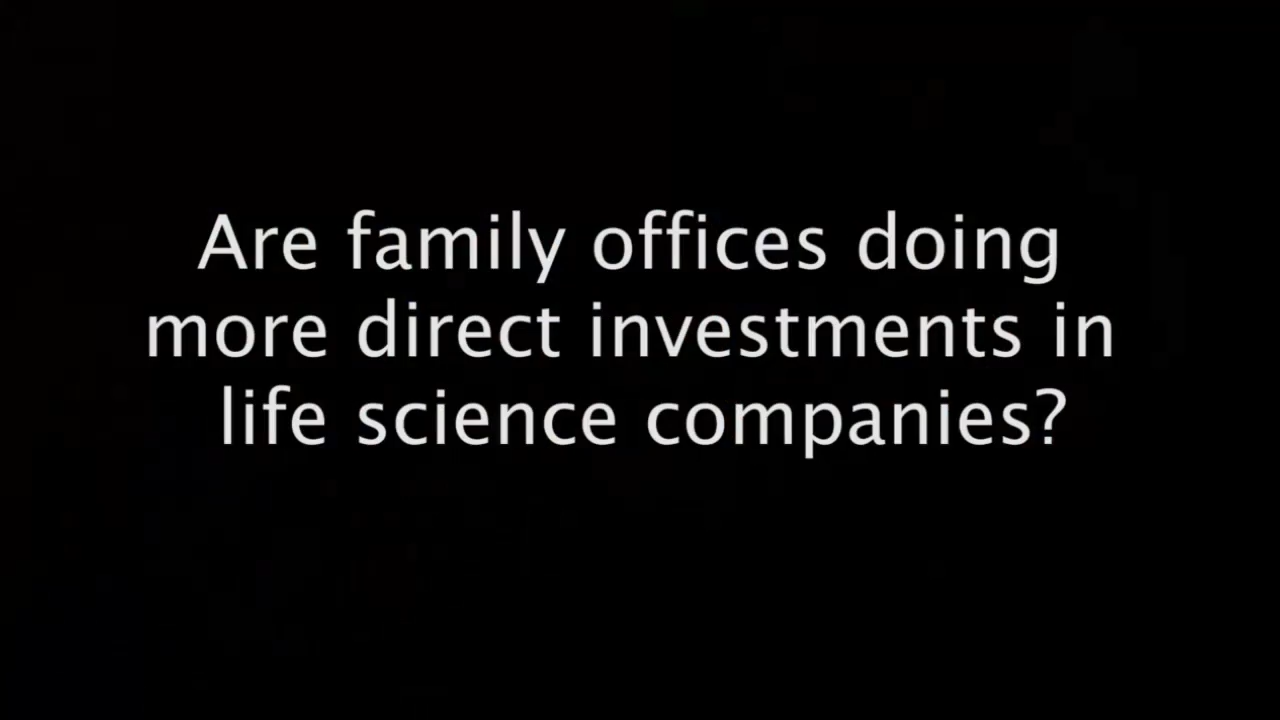 Are family offices doing
more direct investments in
life science companies?